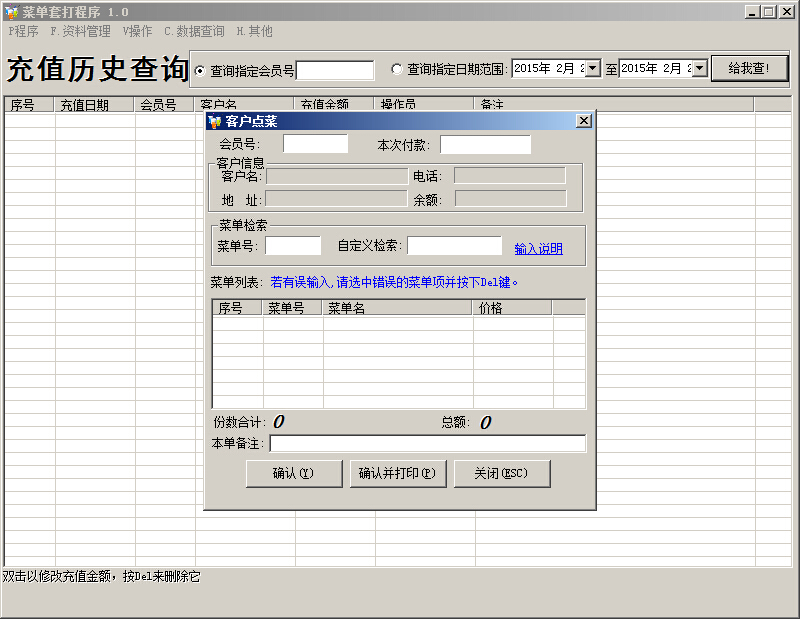 菜单套打程序 1.0
P程序 F.资料管理 V操作 C.数据查询 H.其他
充值历史查询 查询指定会员号 查询指定日期范围: 2015年 2月 2 至 2015年 2月 2 给我查!
序号 充值日期 会员号 客户名 充值金额 操作员 备注
客户点菜
会员号: 本次付款:
客户信息
客户名: 电话:
地 址: 余额:
菜单检索
菜单号: 自定义检索: 输入说明
菜单列表: 若有误输入,请选中错误的菜单项并按下Del键。
序号 菜单号 菜单名 价格
份数合计: 0 总额: 0
本单备注:
确认(Y) 确认并打印(P) 关闭(ESC)
双击以修改充值金额，按Del来删除它